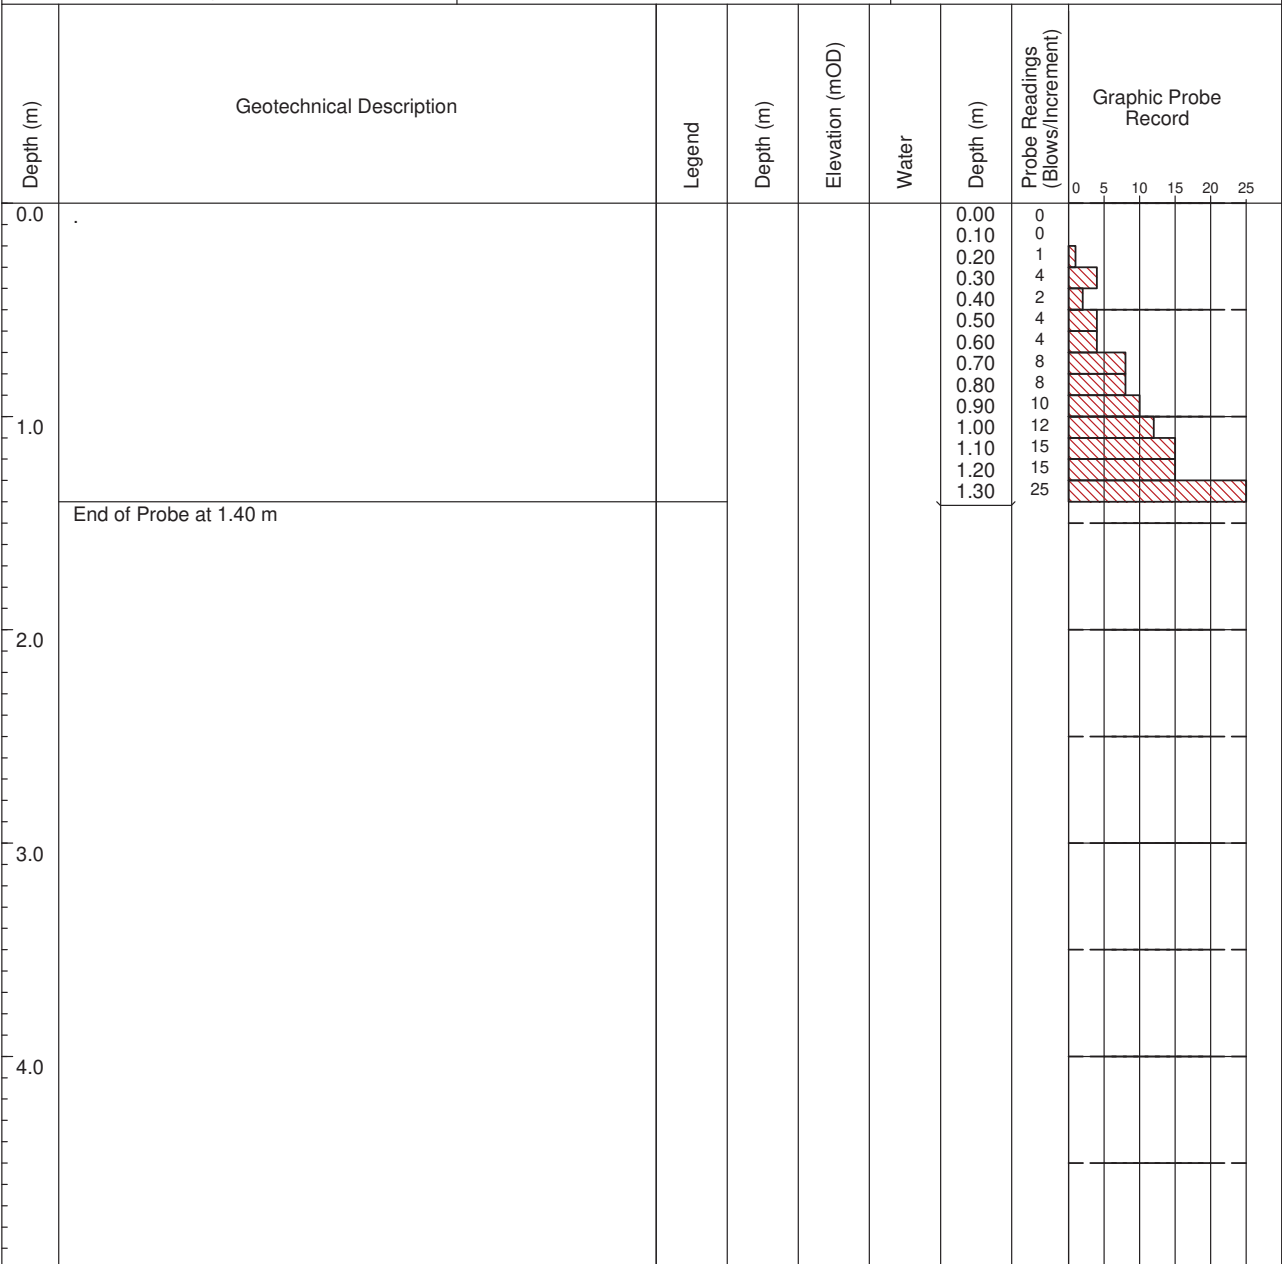 Depth (m)
Geotechnical Description
Legend
Depth (m)
Elevation (mOD)
Water
Depth (m)
Probe Readings
(Blows/Increment)
Graphic Probe
Record
0 5 10 15 20 25
0.0 . 0.00 0
0.10 0
0.20 1
0.30 4
0.40 2
0.50 4
0.60 4
0.70 8
0.80 8
0.90 10
1.0 1.00 12
1.10 15
1.20 15
1.30 25
End of Probe at 1.40 m
2.0
3.0
4.0